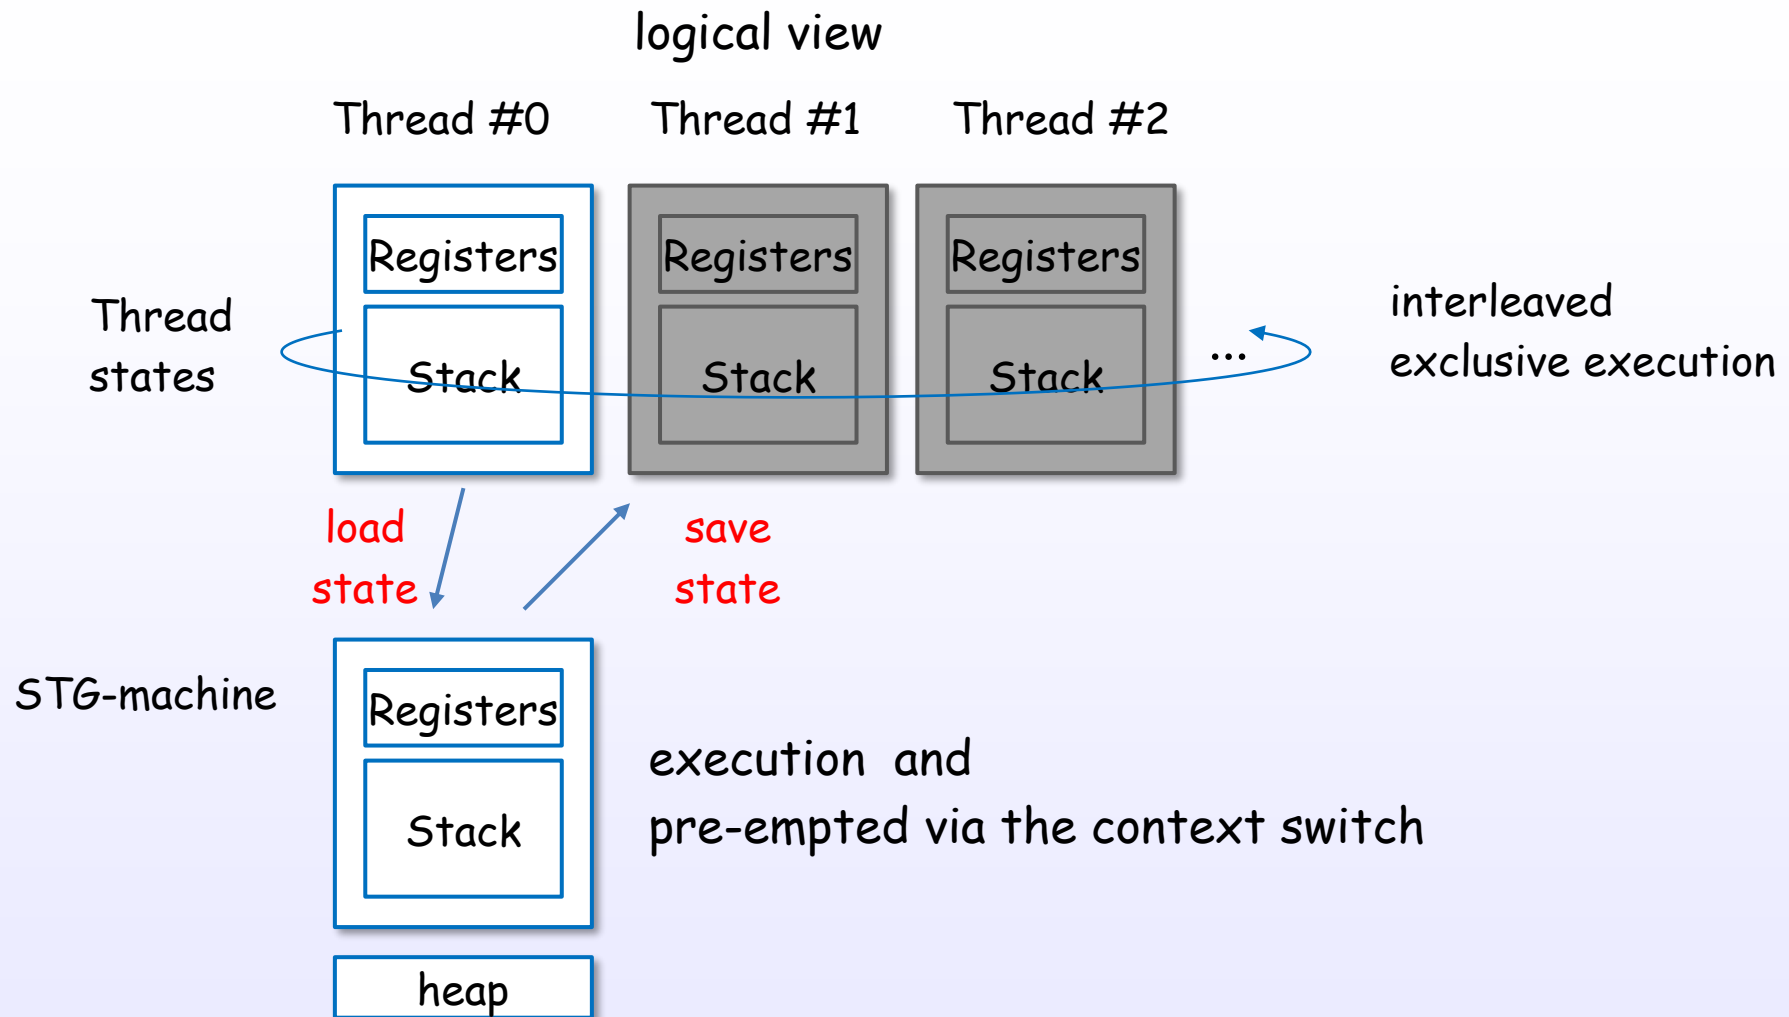 logical view
Thread #0
Thread #1
Thread #2
Registers
Registers
Registers
Thread
states
Stack
Stack
Stack
...
interleaved
exclusive execution
load
state
save
state
STG-machine
Registers
Stack
execution and
pre-empted via the context switch
heap